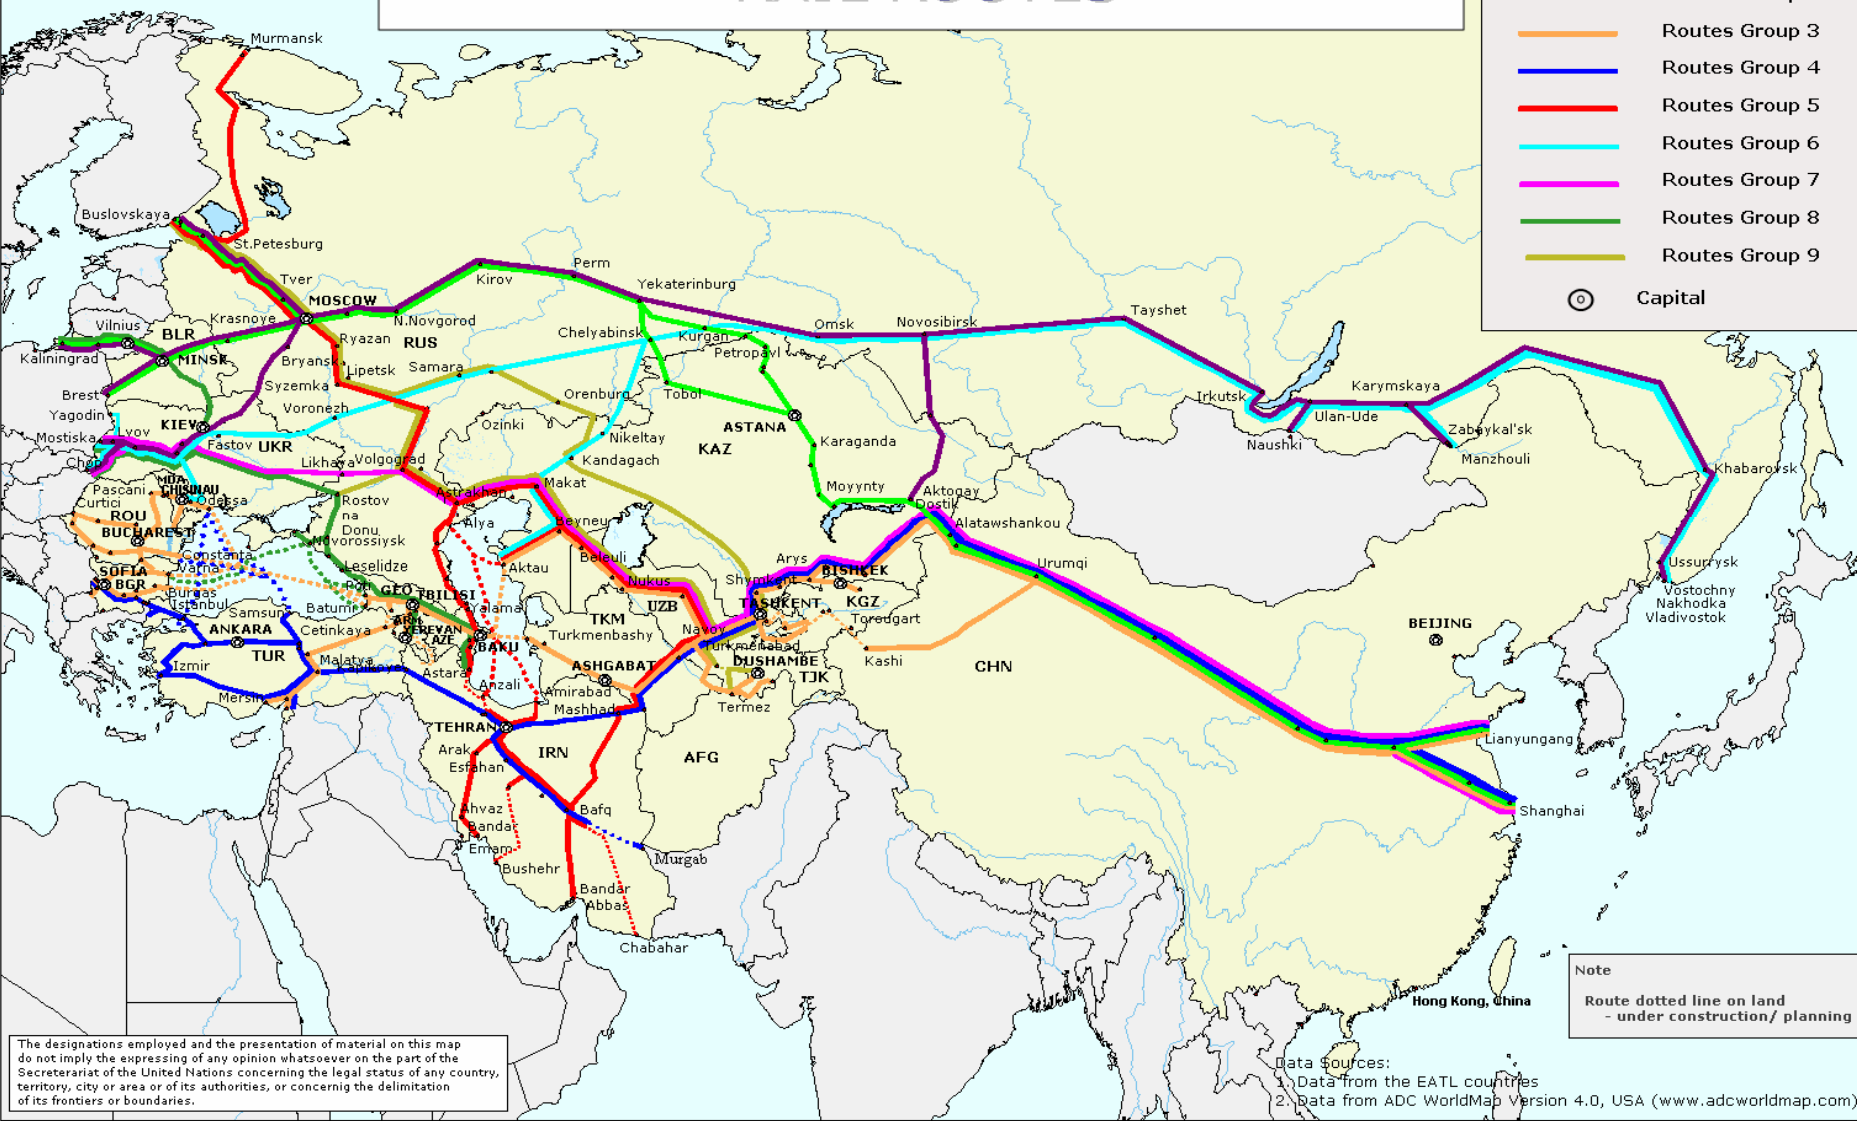 Routes Group 3
Routes Group 4
Routes Group 5
Routes Group 6
Routes Group 7
Routes Group 8
Routes Group 9
Capital
Murmansk
Buslovskaya
St.Petesburg
Tver
MOSCOW
Kirov
Perm
Yekaterinburg
N.Novgorod
Krasnoye
Vilnius
BLR
Kaliningrad
MINSK
Ryazan
RUS
Bryansk
Lipetsk
Samara
Syzemka
Chelyabinsk
Kurgan
Petropavl
Omsk
Novosibirsk
Tayshet
Brest
Yagodin
Voronezh
Orenburg
Tobol
Irkutsk
Karymskaya
Ulan-Ude
Naushki
Zabaykal'sk
Manzhouli
Khabarovsk
KIEV
Mostiska
Lvov
Fastov
UKR
Ozinki
Nikeltay
ASTANA
KAZ
Karaganda
Chop
Likhaya
Volgograd
Kandagach
MDA
CHISINAU
Pascani
Curtici
Odessa
Rostov
na
Donu
Astrakhan
Makat
Moyynty
Aktogay
Dostik
Alatawshankou
ROU
BUCHAREST
Alya
Beyneu
Novorossiysk
Constanta
Varna
Leselidze
Aktau
Beleuli
Arys
Urumqi
Ussurrysk
Vostochny
Nakhodka
Vladivostok
SOFIA
BGR
Burgas
Istanbul
Poti
GEO
TBILISI
Nukus
Shymkent
BISHKEK
Samsun
Batumi
Yalama
UZB
TASHKENT
KGZ
ANKARA
Cetinkaya
ARM
YEREVAN
AZE
TKM
Turkmenbashy
Navoy
Torougart
BEIJING
TUR
BAKU
Turkmenabad
Kashi
CHN
Izmir
Malatya
Kapikoy
Astara
ASHGABAT
DUSHAMBE
TJK
Mersin
Anzali
Amirabad
Mashhad
Termez
TEHRAN
Arak
IRN
AFG
Esfahan
Lianyungang
Ahvaz
Bafq
Shanghai
Bandar
Emam
Murgab
Bushehr
Bandar
Abbas
Chabahar
Hong Kong, China
Note
Route dotted line on land
- under construction/ planning
The designations employed and the presentation of material on this map
do not imply the expressing of any opinion whatsoever on the part of the
Secreterariat of the United Nations concerning the legal status of any country,
territory, city or area or of its authorities, or concernig the delimitation
of its frontiers or boundaries.
Data Sources:
1. Data from the EATL countries
2. Data from ADC WorldMap Version 4.0, USA (www.adcworldmap.com)